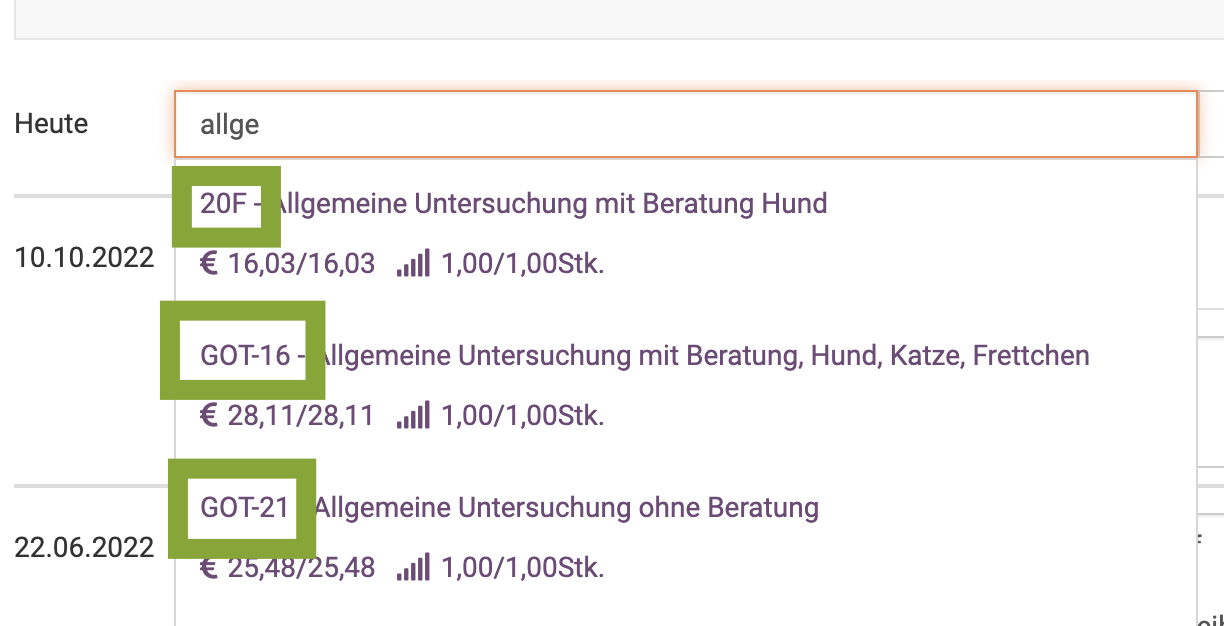 Heute
allge
20F - Allgemeine Untersuchung mit Beratung Hund
10.10.2022
€ 16,03/16,03 1,00/1,00Stk.
GOT-16 - Allgemeine Untersuchung mit Beratung, Hund, Katze, Frettchen
€ 28,11/28,11 1,00/1,00Stk.
GOT-21 Allgemeine Untersuchung ohne Beratung
22.06.2022
€ 25,48/25,48 1,00/1,00Stk.